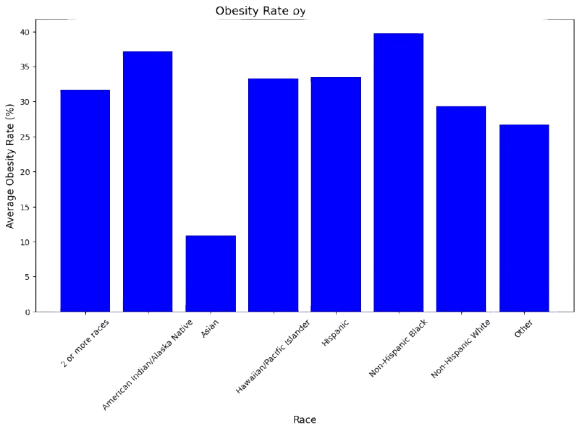 Obesity Rate by
Average Obesity Rate (%)
40
35
30
25
20
15
10
5
0
2 or more races
American Indian/Alaska Native
Asian
Hawaiian/Pacific Islander
Hispanic
Non-Hispanic Black
Non-Hispanic White
Other
Race